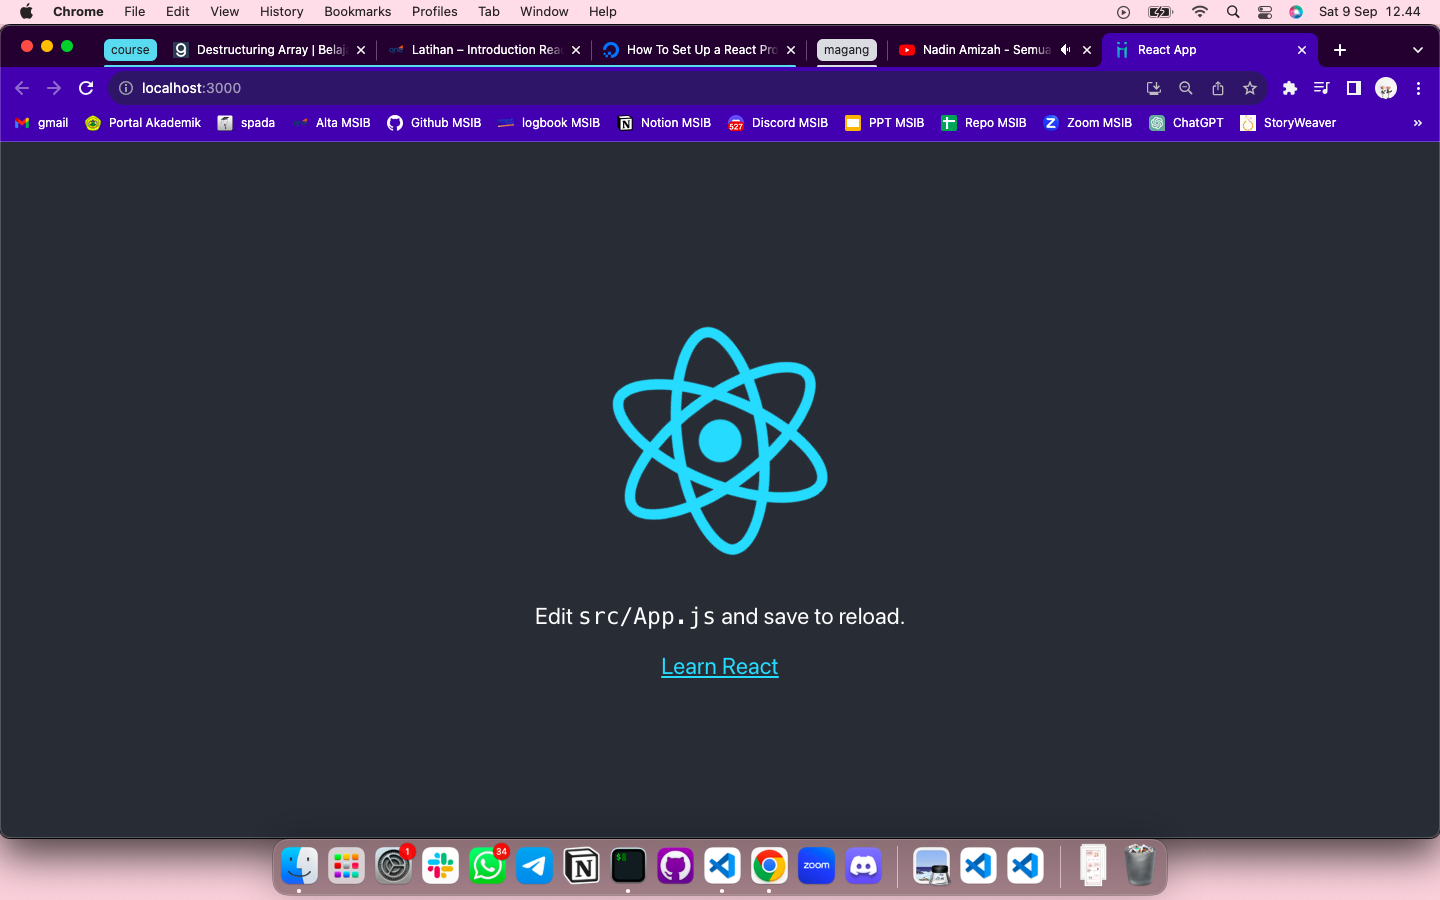 Chrome File Edit View History Bookmarks Profiles Tab Window Help Sat 9 Sep 12.44
course Destructuring Array | Belaj Latihan – Introduction Rea How To Set Up a React Pro magang Nadin Amizah - Semua React App
localhost:3000
gmail Portal Akademik spada Alta MSIB Github MSIB logbook MSIB Notion MSIB 527 Discord MSIB PPT MSIB Repo MSIB Zoom MSIB ChatGPT StoryWeaver »
Edit src/App.js and save to reload.
Learn React
1 34 zoom